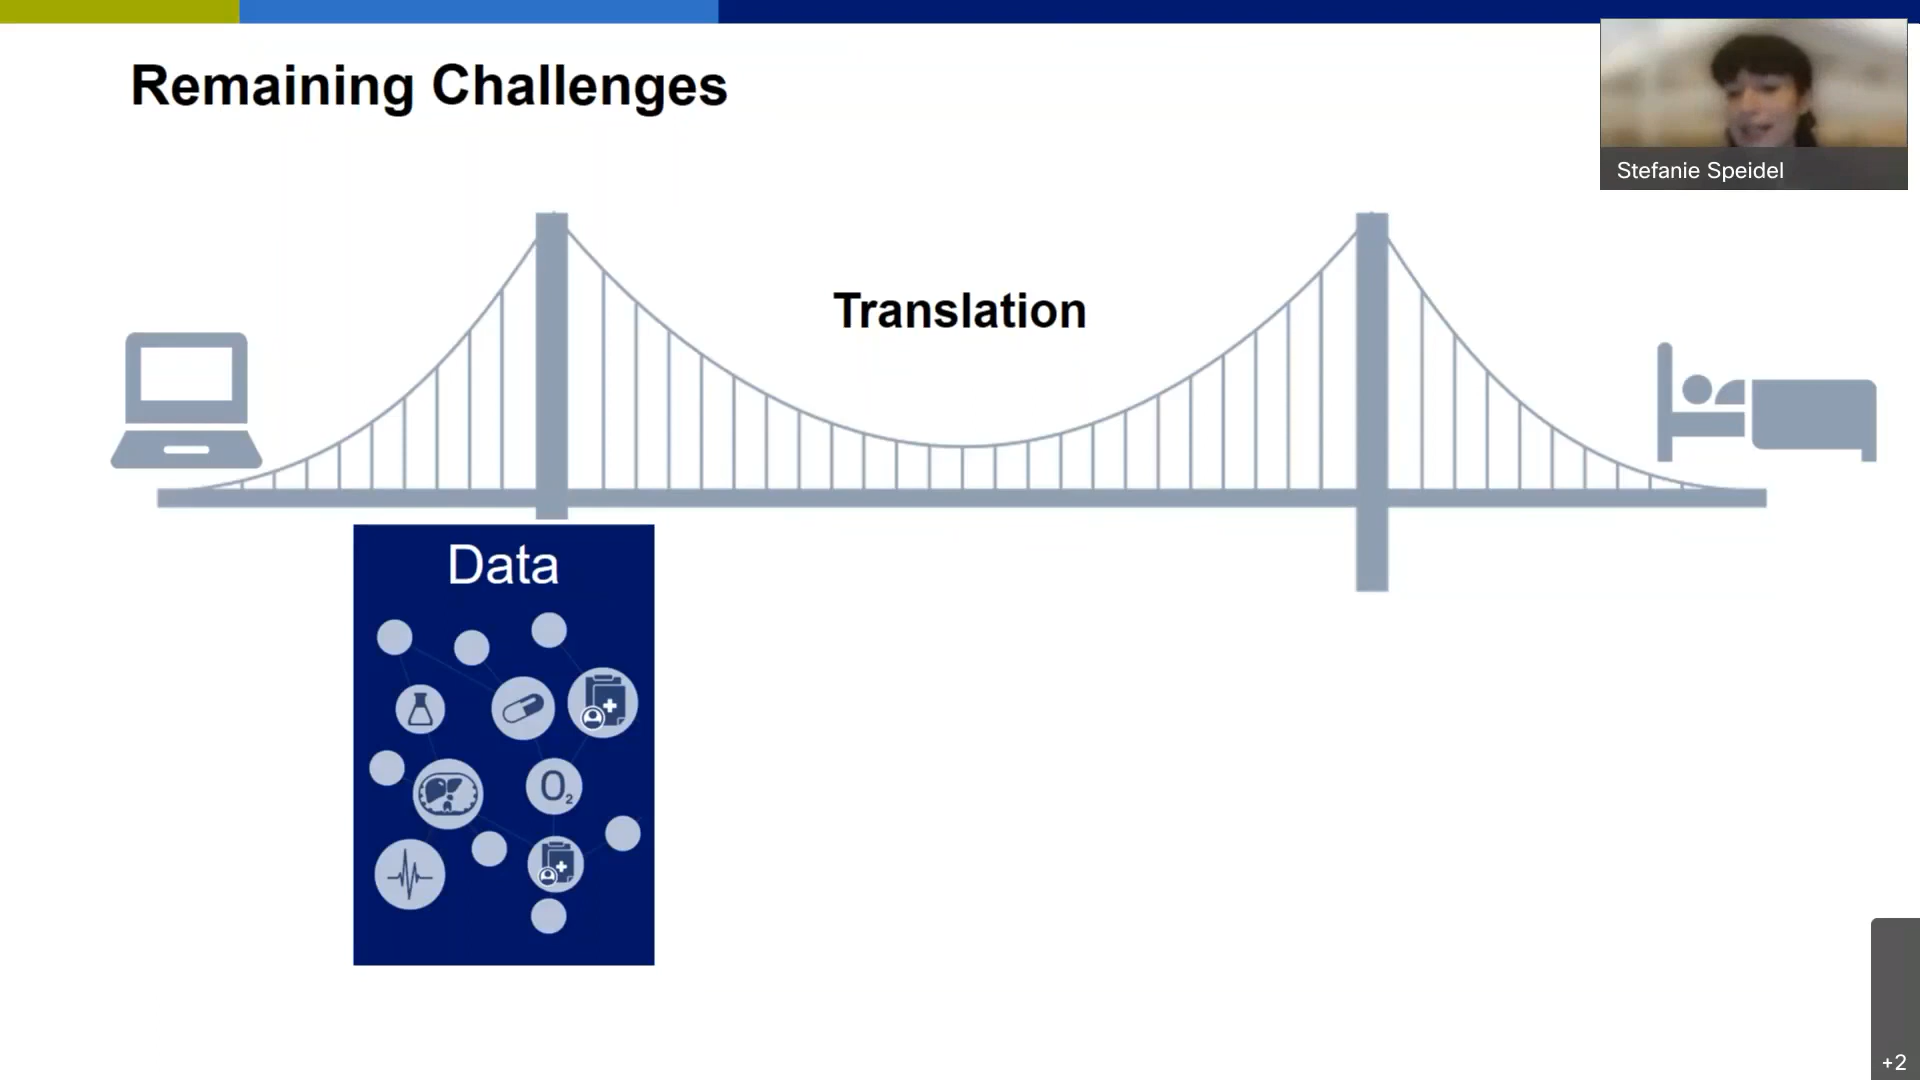 Remaining Challenges
Stefanie Speidel
Translation
Data
O2
+2